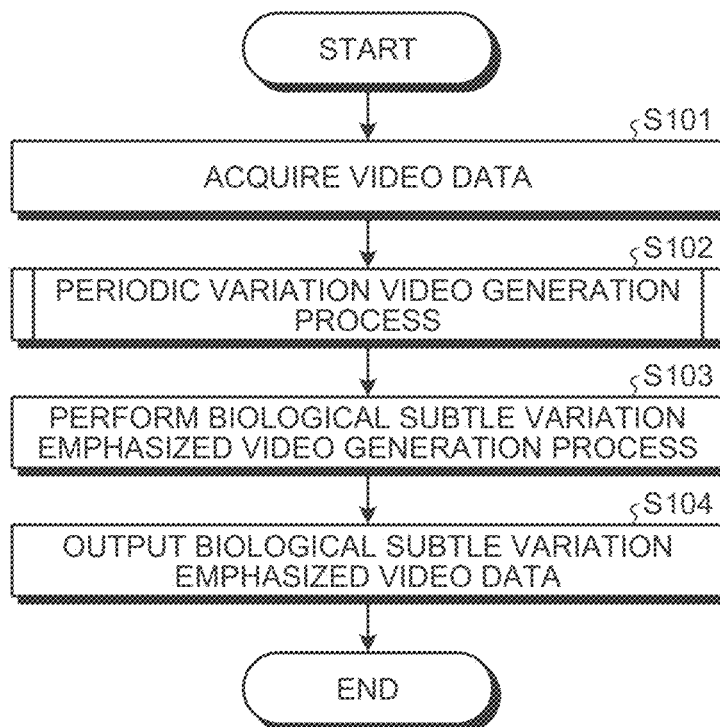 START
S101
ACQUIRE VIDEO DATA
S102
PERIODIC VARIATION VIDEO GENERATION
PROCESS
S103
PERFORM BIOLOGICAL SUBTLE VARIATION
EMPHASIZED VIDEO GENERATION PROCESS
S104
OUTPUT BIOLOGICAL SUBTLE VARIATION
EMPHASIZED VIDEO DATA
END